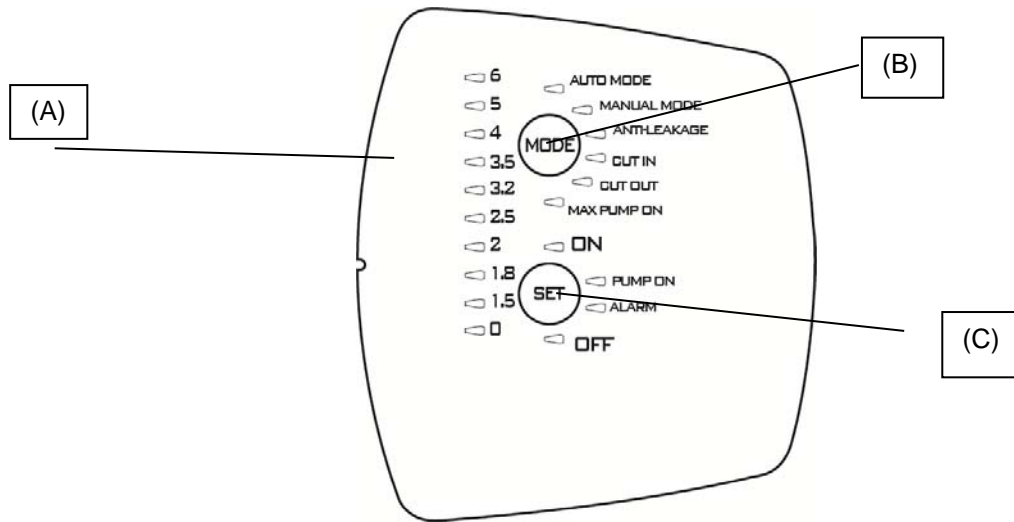 (A)
(B)
(C)
6
5
4
3.5
3.2
2.5
2
1.8
1.5
0
AUTO MODE
MANUAL MODE
ANTI-LEAKAGE
MODE
CUT IN
CUT OUT
MAX PUMP ON
ON
PUMP ON
SET
ALARM
OFF